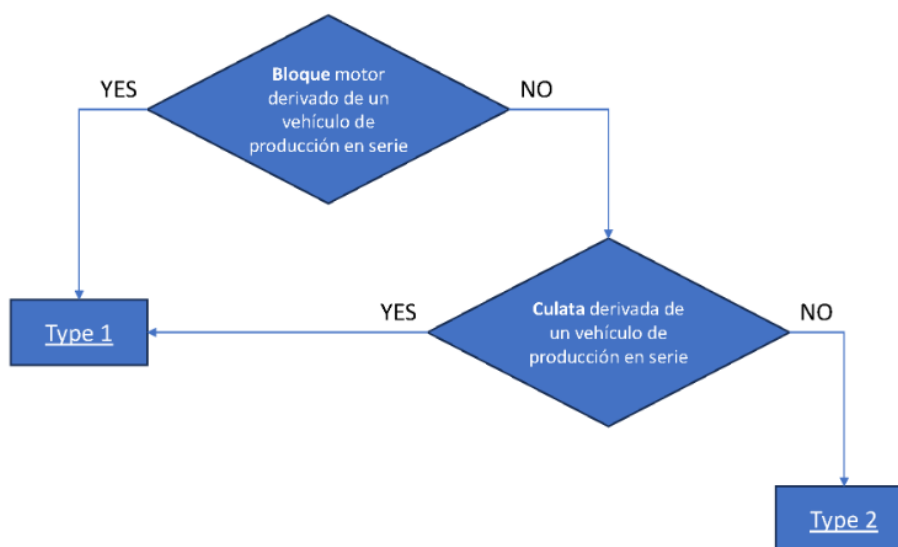 Bloque motor
derivado de un
vehículo de
producción en serie
YES
NO
Culata derivada de
un vehículo de
producción en serie
YES
NO
Type 1
Type 2